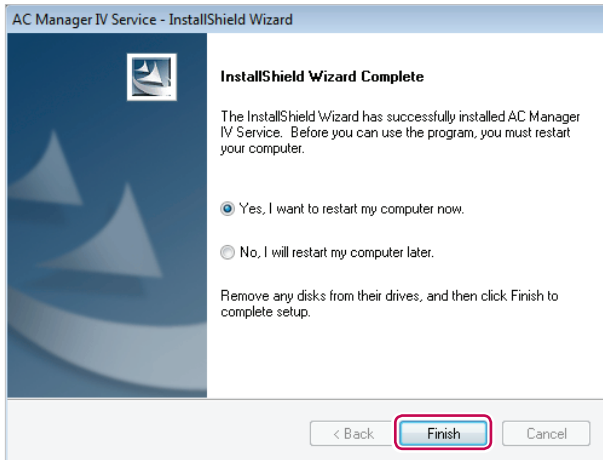 AC Manager IV Service - InstallShield Wizard
InstallShield Wizard Complete
The InstallShield Wizard has successfully installed AC Manager
IV Service. Before you can use the program, you must restart
your computer.
Yes, I want to restart my computer now.
No, I will restart my computer later.
Remove any disks from their drives, and then click Finish to
complete setup.
< Back Finish Cancel